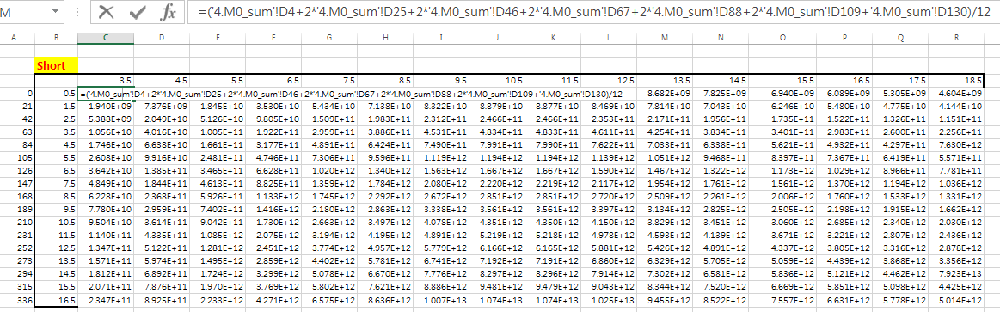 M =('4.M0_sum'!D4+2*'4.M0_sum'!D25+2*'4.M0_sum'!D46+2*'4.M0_sum'!D67+2*'4.M0_sum'!D88+2*'4.M0_sum'!D109+'4.M0_sum'!D130)/12
A B C D E F G H I J K L M N O P Q R
Short
3.5 4.5 5.5 6.5 7.5 8.5 9.5 10.5 11.5 12.5 13.5 14.5 15.5 16.5 17.5 18.5
0 0.5 =('4.M0_sum'!D4+2*'4.M0_sum'!D25+2*'4.M0_sum'!D46+2*'4.M0_sum'!D67+2*'4.M0_sum'!D88+2*'4.M0_sum'!D109+'4.M0_sum'!D130)/12 8.682E+09 7.825E+09 6.940E+09 6.089E+09 5.305E+09 4.604E+09
21 1.5 1.940E+09 7.376E+09 1.845E+10 3.530E+10 5.434E+10 7.138E+10 8.322E+10 8.879E+10 8.877E+10 8.469E+10 7.814E+10 7.043E+10 6.246E+10 5.480E+10 4.775E+10 4.144E+10
42 2.5 5.388E+09 2.049E+10 5.126E+10 9.805E+10 1.509E+11 1.983E+11 2.312E+11 2.466E+11 2.466E+11 2.353E+11 2.171E+11 1.956E+11 1.735E+11 1.522E+11 1.326E+11 1.151E+11
63 3.5 1.056E+10 4.016E+10 1.005E+11 1.922E+11 2.959E+11 3.886E+11 4.531E+11 4.834E+11 4.833E+11 4.611E+11 4.254E+11 3.834E+11 3.401E+11 2.983E+11 2.600E+11 2.256E+11
84 4.5 1.746E+10 6.638E+10 1.661E+11 3.177E+11 4.891E+11 6.424E+11 7.490E+11 7.991E+11 7.990E+11 7.622E+11 7.033E+11 6.338E+11 5.621E+11 4.932E+11 4.297E+11 3.730E+11
105 5.5 2.608E+10 9.916E+10 2.481E+11 4.746E+11 7.306E+11 9.596E+11 1.119E+12 1.194E+12 1.194E+12 1.139E+12 1.051E+12 9.468E+11 8.397E+11 7.367E+11 6.419E+11 5.571E+11
126 6.5 3.642E+10 1.385E+11 3.465E+11 6.628E+11 1.020E+12 1.340E+12 1.563E+12 1.667E+12 1.667E+12 1.590E+12 1.467E+12 1.322E+12 1.173E+12 1.029E+12 8.966E+11 7.781E+11
147 7.5 4.849E+10 1.844E+11 4.613E+11 8.825E+11 1.359E+12 1.784E+12 2.080E+12 2.220E+12 2.219E+12 2.117E+12 1.954E+12 1.761E+12 1.561E+12 1.370E+12 1.194E+12 1.036E+12
168 8.5 6.228E+10 2.368E+11 5.926E+11 1.133E+12 1.745E+12 2.292E+12 2.672E+12 2.851E+12 2.851E+12 2.720E+12 2.509E+12 2.261E+12 2.006E+12 1.760E+12 1.533E+12 1.331E+12
189 9.5 7.780E+10 2.959E+11 7.402E+11 1.416E+12 2.180E+12 2.863E+12 3.338E+12 3.561E+12 3.561E+12 3.397E+12 3.134E+12 2.825E+12 2.505E+12 2.198E+12 1.915E+12 1.662E+12
210 10.5 9.504E+10 3.614E+11 9.042E+11 1.730E+12 2.663E+12 3.497E+12 4.078E+12 4.351E+12 4.350E+12 4.150E+12 3.829E+12 3.451E+12 3.060E+12 2.685E+12 2.340E+12 2.030E+12
231 11.5 1.140E+11 4.335E+11 1.085E+12 2.075E+12 3.194E+12 4.195E+12 4.891E+12 5.219E+12 5.218E+12 4.978E+12 4.593E+12 4.139E+12 3.671E+12 3.221E+12 2.807E+12 2.436E+12
252 12.5 1.347E+11 5.122E+11 1.281E+12 2.451E+12 3.774E+12 4.957E+12 5.779E+12 6.166E+12 6.165E+12 5.881E+12 5.426E+12 4.891E+12 4.337E+12 3.805E+12 3.316E+12 2.878E+12
273 13.5 1.571E+11 5.974E+11 1.495E+12 2.859E+12 4.402E+12 5.781E+12 6.741E+12 7.192E+12 7.191E+12 6.860E+12 6.329E+12 5.705E+12 5.059E+12 4.439E+12 3.868E+12 3.356E+12
294 14.5 1.812E+11 6.892E+11 1.724E+12 3.299E+12 5.078E+12 6.670E+12 7.776E+12 8.297E+12 8.296E+12 7.914E+12 7.302E+12 6.581E+12 5.836E+12 5.121E+12 4.462E+12 7.923E+13
315 15.5 2.071E+11 7.876E+11 1.970E+12 3.769E+12 5.802E+12 7.621E+12 8.886E+12 9.481E+12 9.479E+12 9.043E+12 8.344E+12 7.520E+12 6.669E+12 5.851E+12 5.098E+12 4.425E+12
336 16.5 2.347E+11 8.925E+11 2.233E+12 4.271E+12 6.575E+12 8.636E+12 1.007E+13 1.074E+13 1.074E+13 1.025E+13 9.455E+12 8.522E+12 7.557E+12 6.631E+12 5.778E+12 5.014E+12